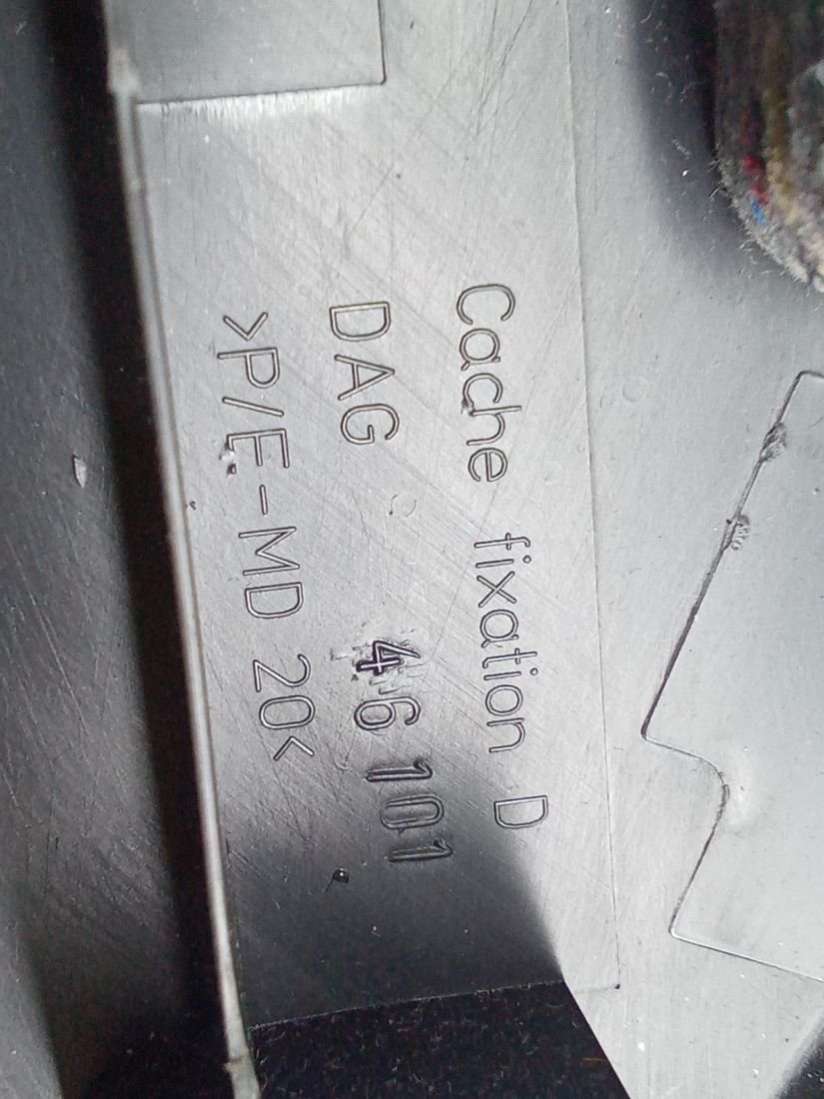 Cache fixation D
DAG 46 101
>P/E-MD 20<